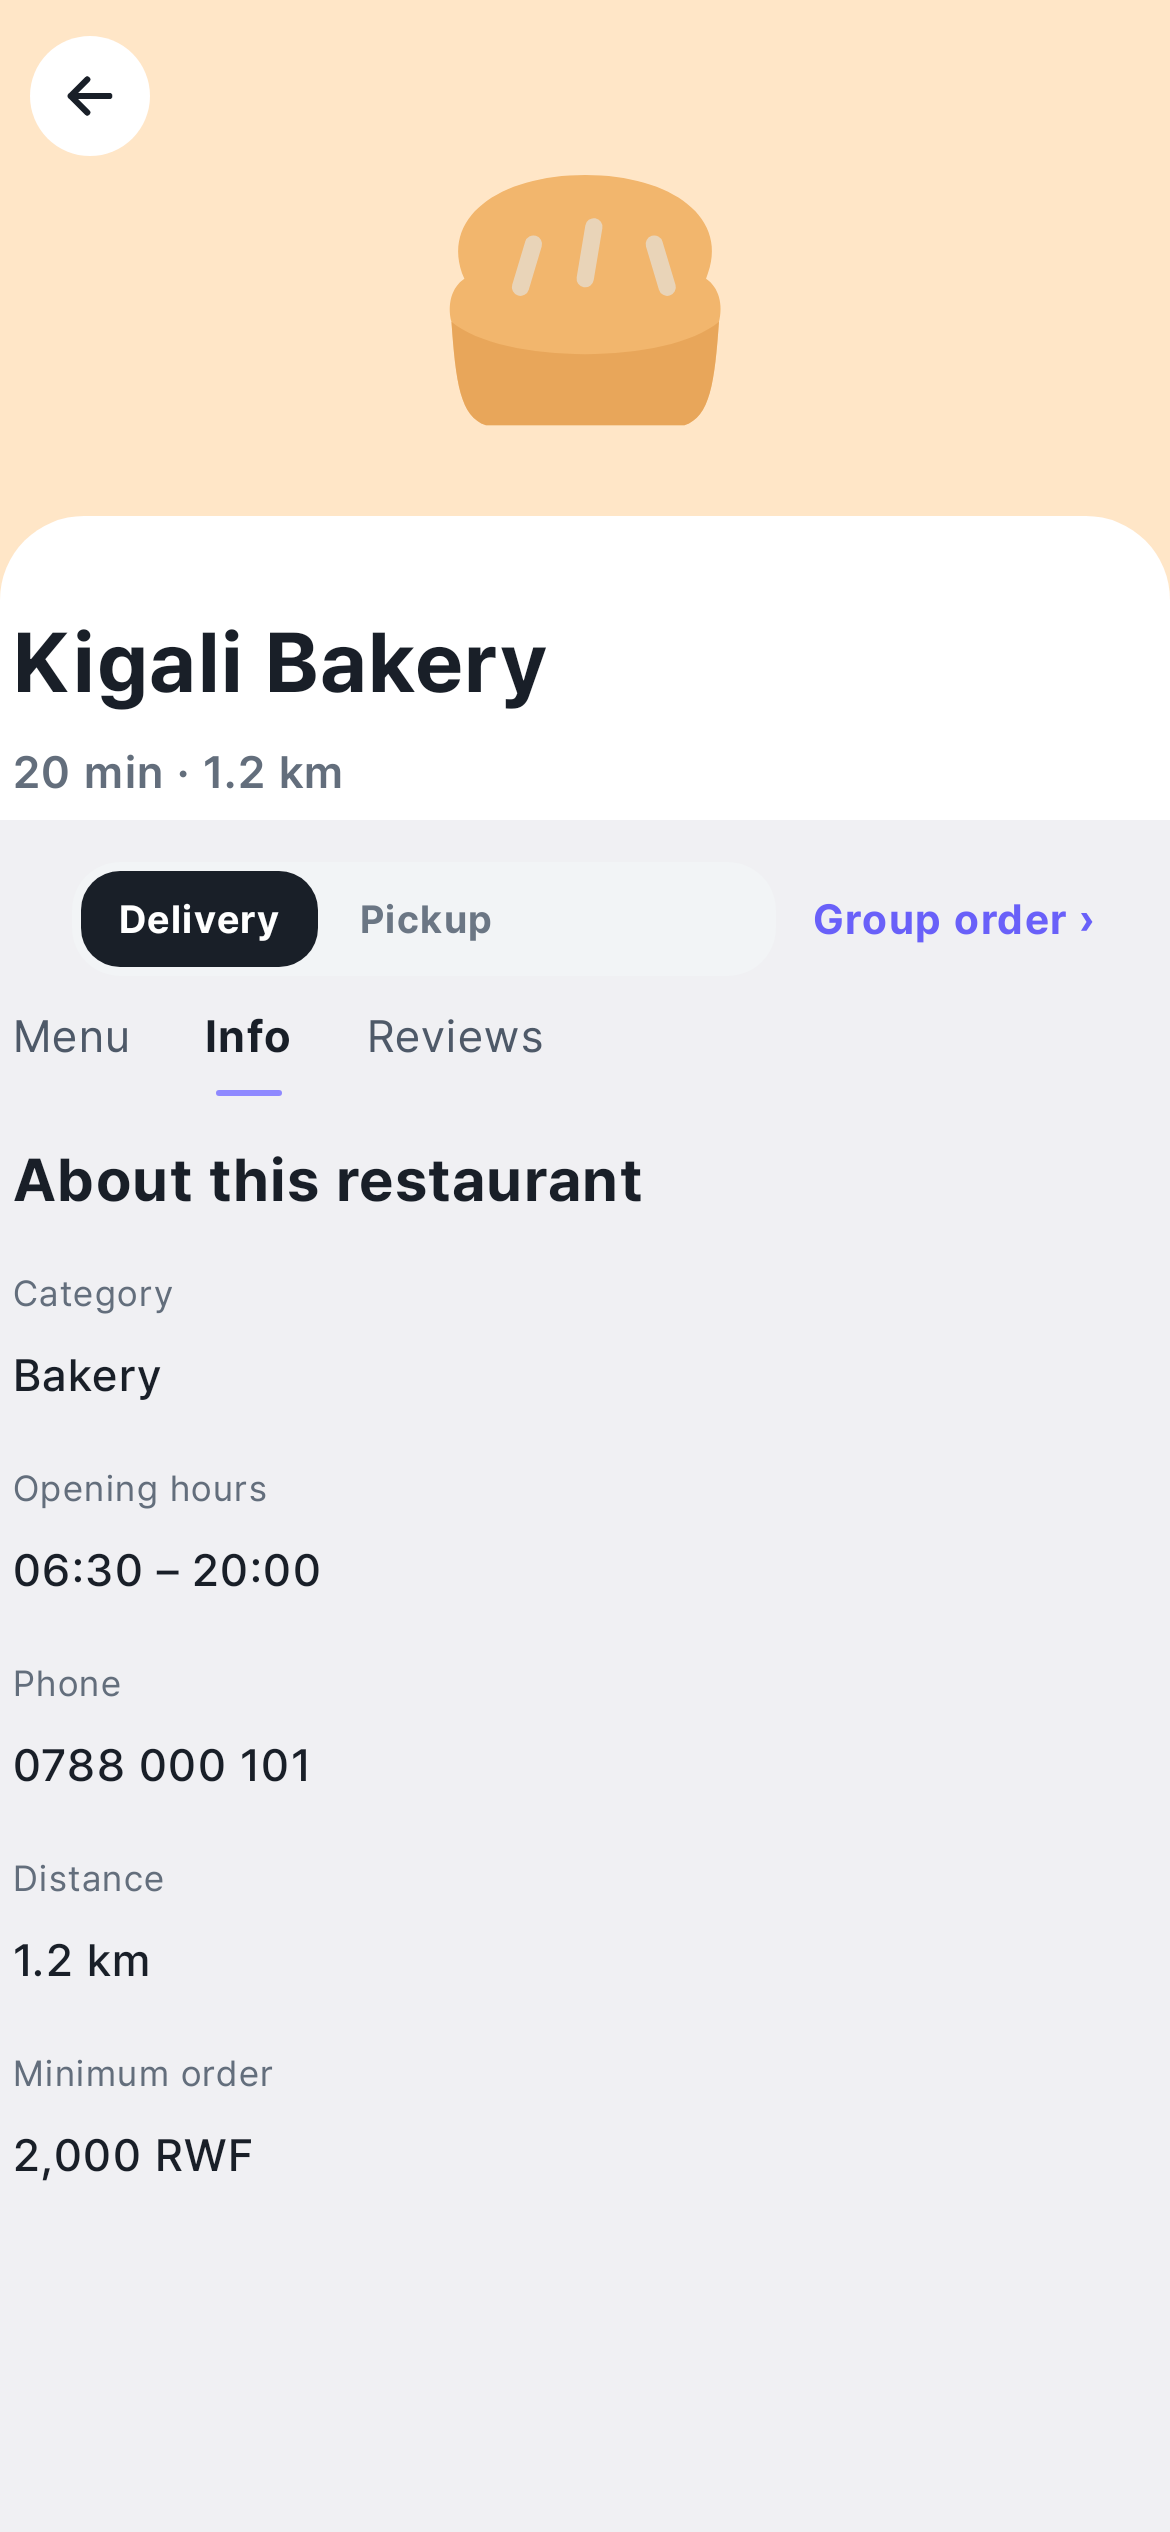 Kigali Bakery
20 min · 1.2 km
Delivery Pickup Group order ›
Menu Info Reviews
About this restaurant
Category
Bakery
Opening hours
06:30 – 20:00
Phone
0788 000 101
Distance
1.2 km
Minimum order
2,000 RWF